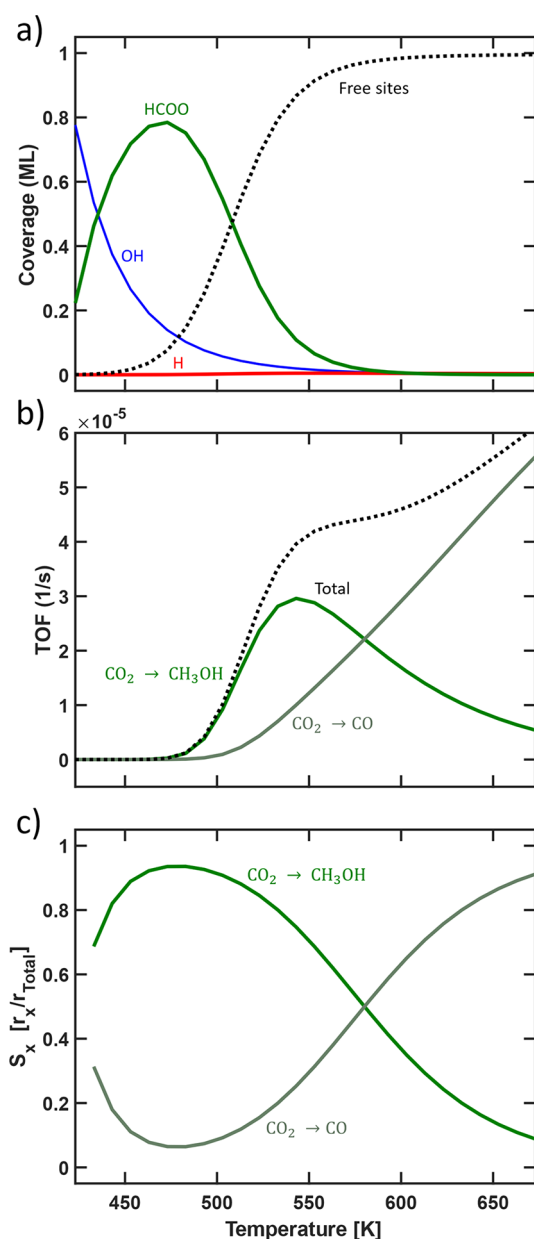 a)
1
0.8
0.6
0.4
0.2
0
Coverage (ML)
HCOO
Free sites
OH
H
b)
×10⁻⁵
6
5
4
3
2
1
0
TOF (1/s)
Total
CO₂ → CH₃OH
CO₂ → CO
c)
1
0.8
0.6
0.4
0.2
0
Sₓ [rₓ/r_Total]
CO₂ → CH₃OH
CO₂ → CO
450 500 550 600 650
Temperature [K]